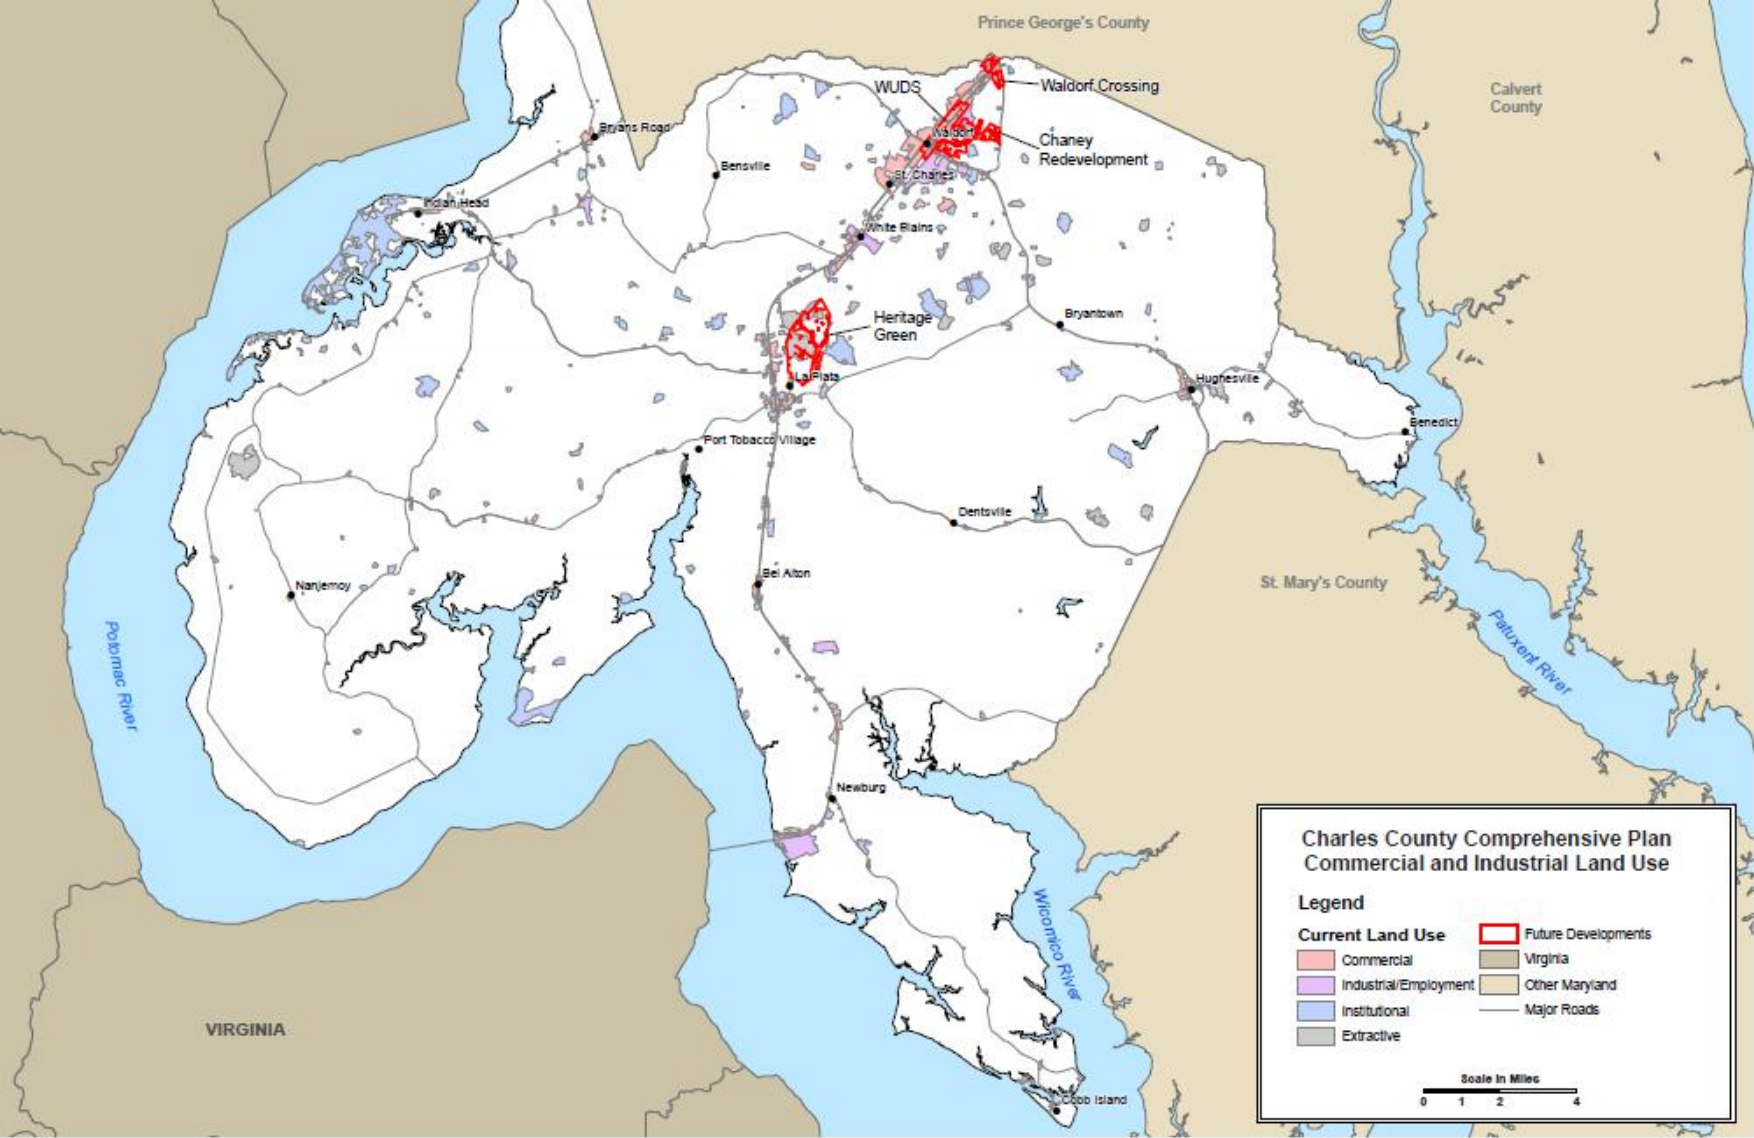 Prince George's County
WUDS
Waldorf Crossing
Calvert
County
Bryans Road
Waldorf
Chaney
Redevelopment
Bensville
St. Charles
Indian Head
White Plains
Heritage
Green
Bryantown
La Plata
Hughesville
Benedict
Port Tobacco Village
Dentsville
Bel Alton
St. Mary's County
Nanjemoy
Potomac River
Patuxent River
Newburg
Wicomico River
VIRGINIA
Cobb Island
Charles County Comprehensive Plan
Commercial and Industrial Land Use
Legend
Current Land Use
Commercial
Industrial/Employment
Institutional
Extractive
Future Developments
Virginia
Other Maryland
Major Roads
Scale in Miles
0 1 2 4